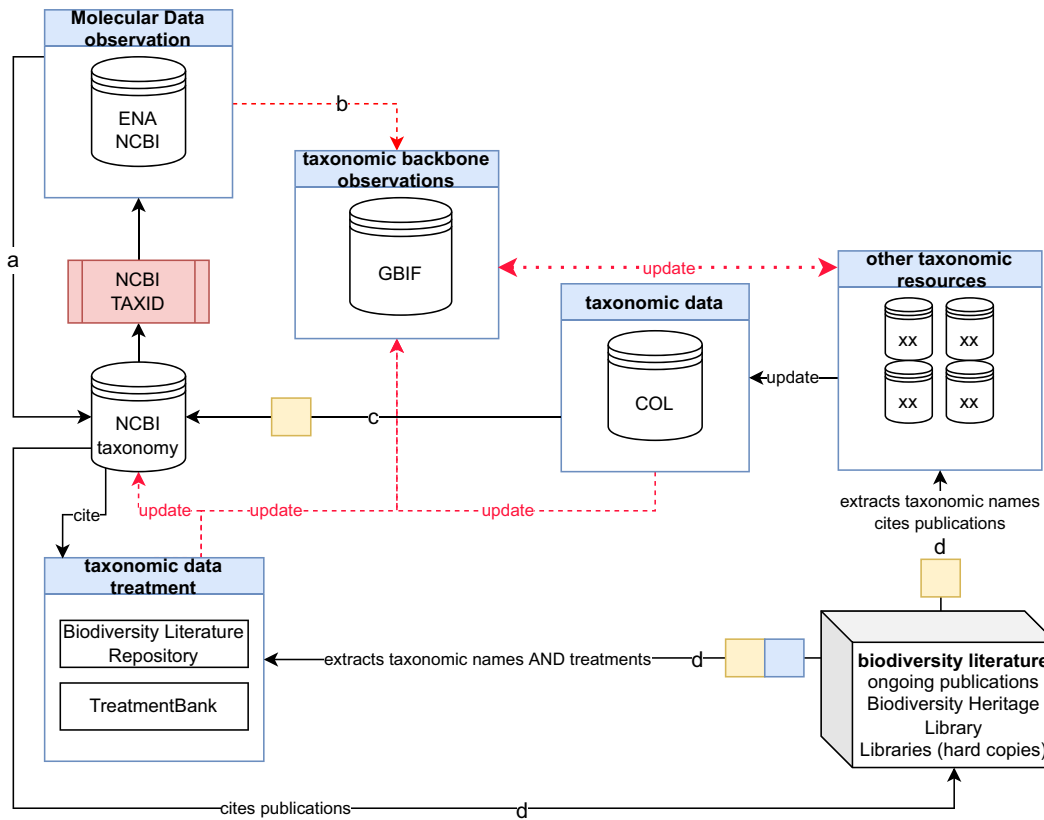 Molecular Data
observation
ENA
NCBI
b
taxonomic backbone
observations
GBIF
a
NCBI
TAXID
update
other taxonomic
resources
xx
xx
xx
xx
taxonomic data
COL
update
NCBI
taxonomy
c
update
update
update
cite
extracts taxonomic names
cites publications
d
taxonomic data
treatment
Biodiversity Literature
Repository
TreatmentBank
extracts taxonomic names AND treatments
d
biodiversity literature
ongoing publications
Biodiversity Heritage
Library
Libraries (hard copies)
cites publications
d